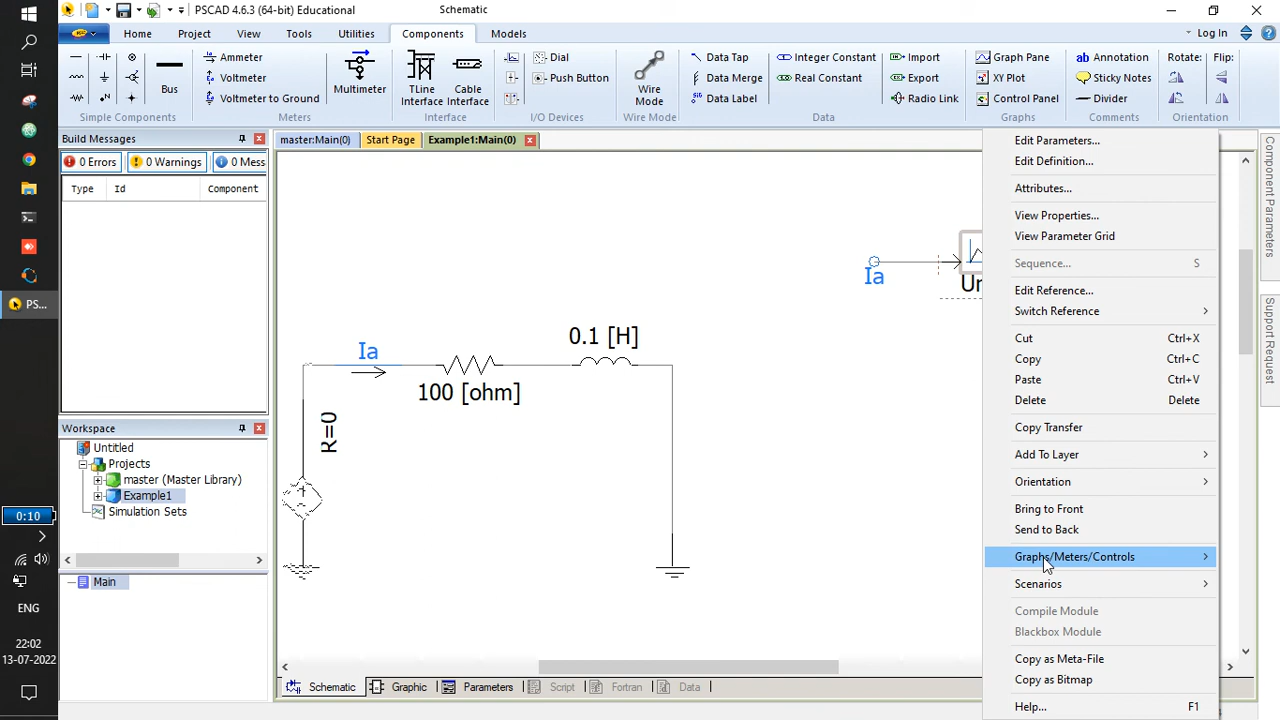 PSCAD 4.6.3 (64-bit) Educational
Schematic
Home Project View Tools Utilities Components Models
Log In
Ammeter
Voltmeter
Voltmeter to Ground
Bus
Multimeter
TLine Interface
Cable Interface
Dial
Push Button
Wire Mode
Data Tap
Data Merge
Data Label
Integer Constant
Real Constant
Import
Export
Radio Link
Graph Pane
XY Plot
Control Panel
Annotation
Sticky Notes
Divider
Rotate: Flip:
Simple Components Meters Interface I/O Devices Wire Mode Data Graphs Comments Orientation
Build Messages
master:Main(0) Start Page Example1:Main(0)
0 Errors 0 Warnings 0 Mess
Type Id Component
Component Parameters
Support Request
Edit Parameters...
Edit Definition...
Attributes...
View Properties...
View Parameter Grid
Sequence... S
Edit Reference...
Switch Reference
Cut Ctrl+X
Copy Ctrl+C
Paste Ctrl+V
Delete Delete
Copy Transfer
Add To Layer
Orientation
Bring to Front
Send to Back
Graphs/Meters/Controls
Scenarios
Compile Module
Blackbox Module
Copy as Meta-File
Copy as Bitmap
Help... F1
Ia
Ur
0.1 [H]
Ia
100 [ohm]
R=0
Workspace
Untitled
Projects
master (Master Library)
Example1
Simulation Sets
Main
Schematic Graphic Parameters Script Fortran Data
PS...
0:10
ENG
22:02
13-07-2022